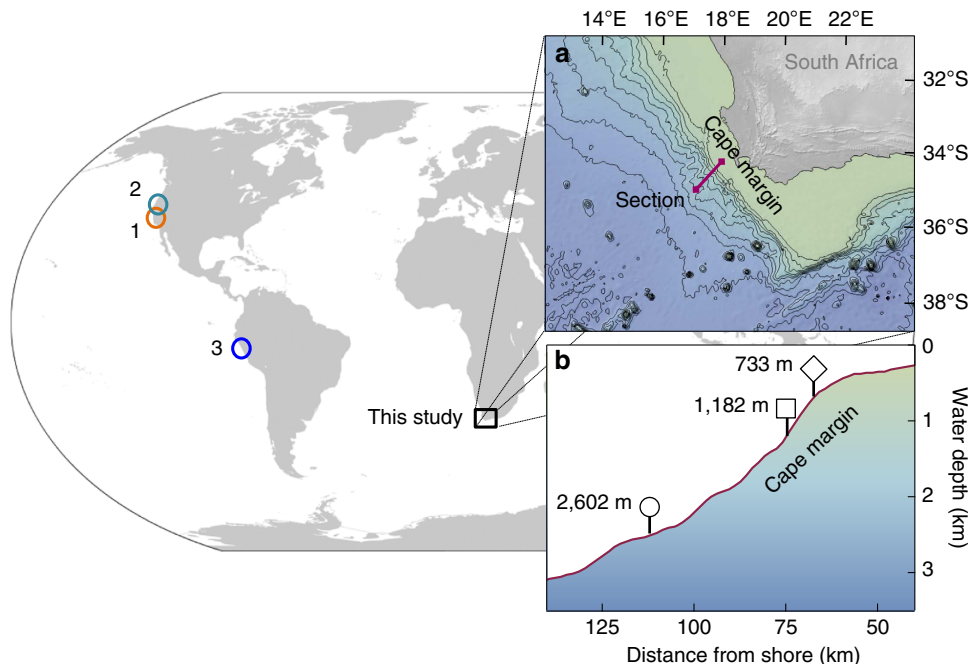 14°E 16°E 18°E 20°E 22°E
a
South Africa
32°S
Cape margin
34°S
Section
36°S
38°S
2
1
3
This study
b
0
733 m
1,182 m
1
Cape margin
2
2,602 m
3
Water depth (km)
125 100 75 50
Distance from shore (km)